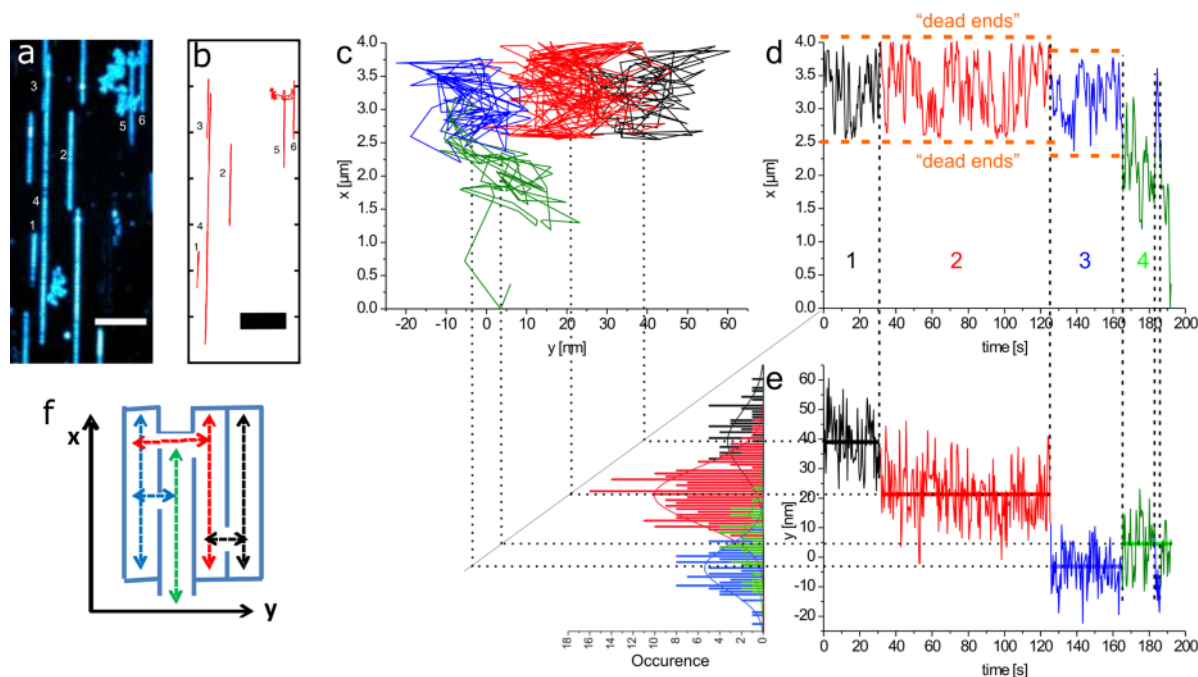 a
3
2
4
1
5
6
b
3
2
4
1
5
6
c
4.0
3.5
3.0
2.5
2.0
1.5
1.0
0.5
0.0
x [µm]
-20 -10 0 10 20 30 40 50 60
y [nm]
d
"dead ends"
"dead ends"
4.0
3.5
3.0
2.5
2.0
1.5
1.0
0.5
0.0
x [µm]
1 2 3 4
0 20 40 60 80 100 120 140 160 180 200
time [s]
e
60
50
40
30
20
10
0
-10
-20
y [nm]
0 20 40 60 80 100 120 140 160 180 200
time [s]
18 16 14 12 10 8 6 4 2 0
Occurence
f
x
y